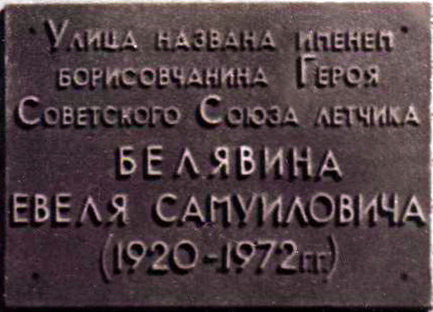 Улица названа именем
борисовчанина Героя
Советского Союза летчика
БЕЛЯВИНА
ЕВЕЛЯ САМУИЛОВИЧА
(1920-1972гг.)